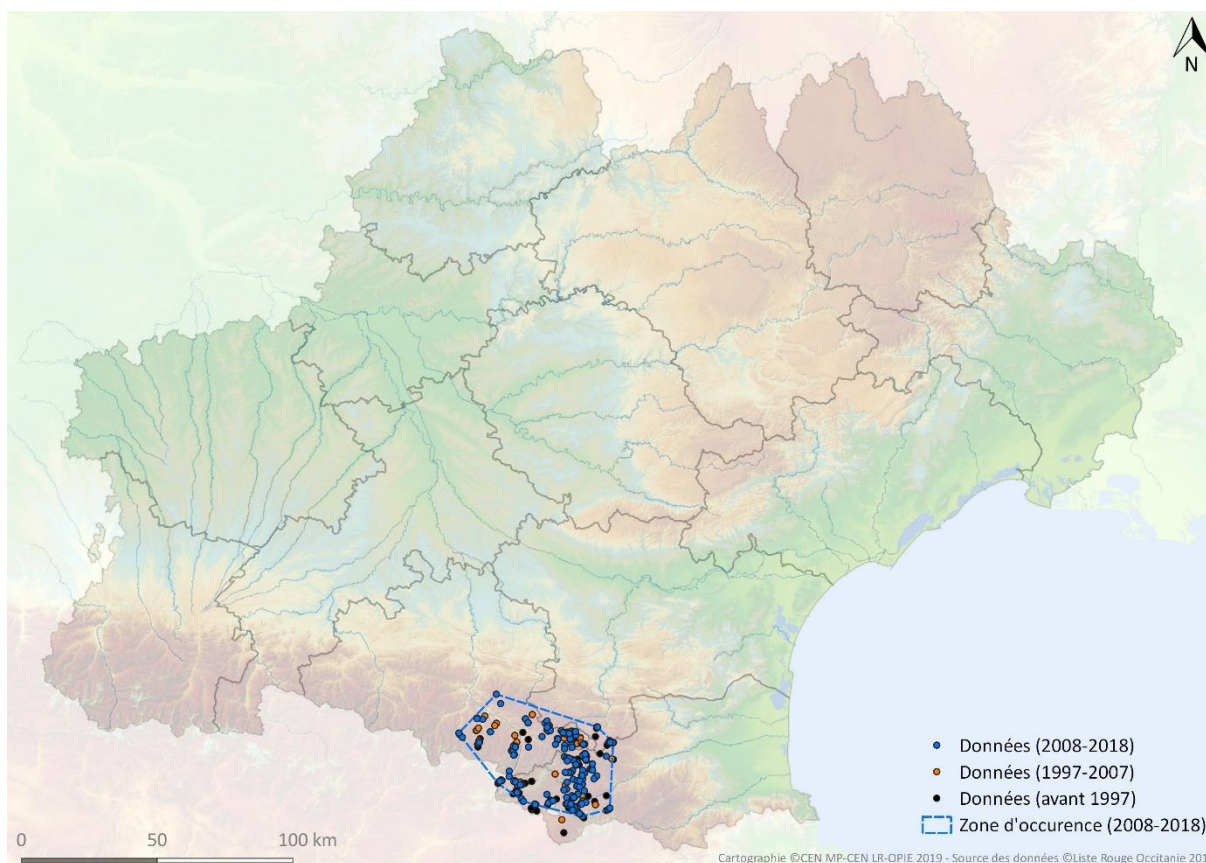 N
Données (2008-2018)
Données (1997-2007)
Données (avant 1997)
Zone d'occurence (2008-2018)
0 50 100 km
Cartographie ©CEN MP-CEN LR-OPIE 2019 - Source des données ©Liste Rouge Occitanie 201